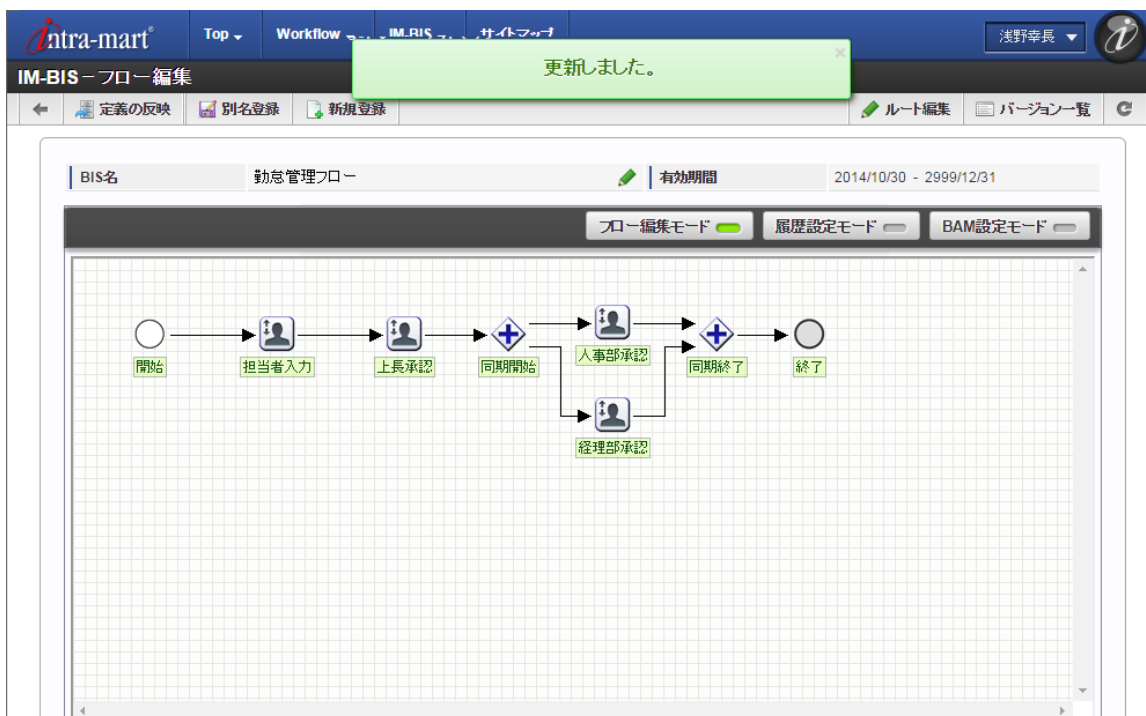 intra-mart®
Top
Workflow
IM-BIS
サイトマップ
浅野幸長
IM-BIS－フロー編集
更新しました。
×
定義の反映
別名登録
新規登録
ルート編集
バージョン一覧
BIS名
勤怠管理フロー
有効期間
2014/10/30 - 2999/12/31
フロー編集モード
履歴設定モード
BAM設定モード
開始
担当者入力
上長承認
同期開始
人事部承認
同期終了
終了
経理部承認